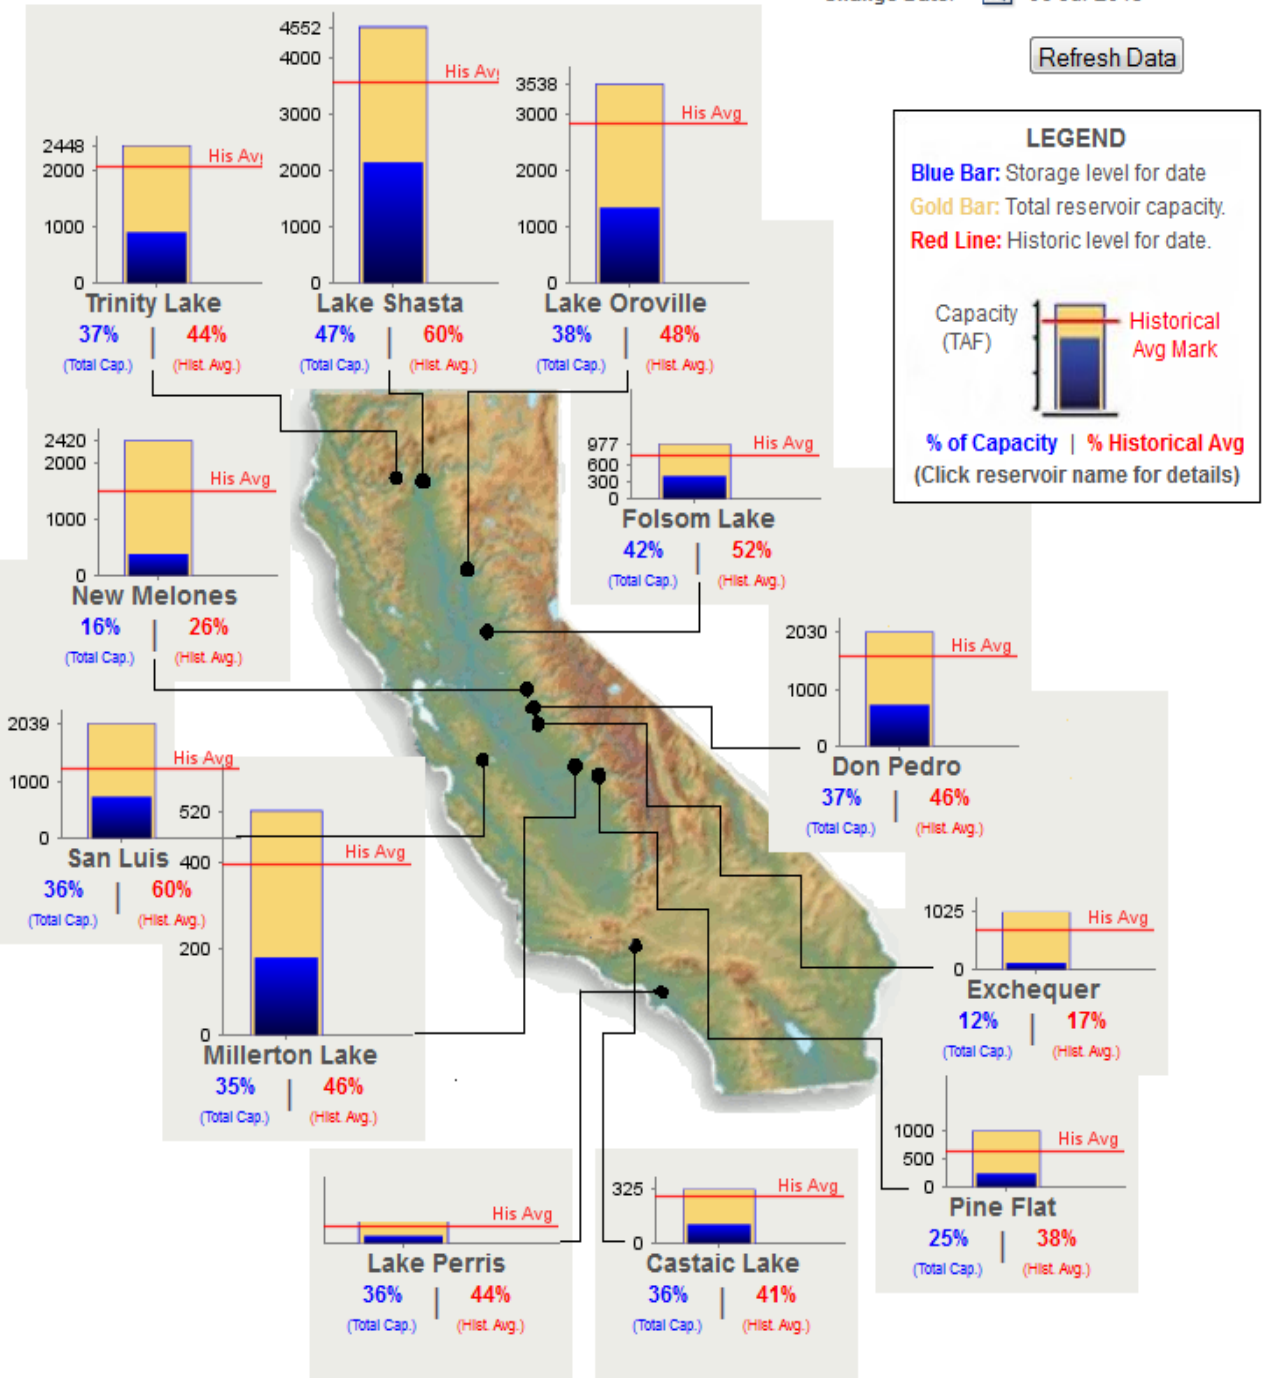 Refresh Data
LEGEND
Blue Bar: Storage level for date
Gold Bar: Total reservoir capacity.
Red Line: Historic level for date.
Capacity
(TAF)
Historical
Avg Mark
% of Capacity | % Historical Avg
(Click reservoir name for details)
2448
2000
1000
0
His Av
Trinity Lake
37% | 44%
(Total Cap.) (Hist. Avg.)
4552
4000
3000
2000
1000
0
His Av
Lake Shasta
47% | 60%
(Total Cap.) (Hist. Avg.)
3538
3000
2000
1000
0
His Avg
Lake Oroville
38% | 48%
(Total Cap.) (Hist. Avg.)
2420
2000
1000
0
His Avg
New Melones
16% | 26%
(Total Cap.) (Hist. Avg.)
977
600
300
0
His Avg
Folsom Lake
42% | 52%
(Total Cap.) (Hist. Avg.)
2030
1000
0
His Avg
Don Pedro
37% | 46%
(Total Cap.) (Hist. Avg.)
2039
1000
0
His Avg
San Luis
36% | 60%
(Total Cap.) (Hist. Avg.)
520
400
200
0
His Avg
Millerton Lake
35% | 46%
(Total Cap.) (Hist. Avg.)
1025
0
His Avg
Exchequer
12% | 17%
(Total Cap.) (Hist. Avg.)
1000
500
0
His Avg
Pine Flat
25% | 38%
(Total Cap.) (Hist. Avg.)
His Avg
Lake Perris
36% | 44%
(Total Cap.) (Hist. Avg.)
325
0
His Avg
Castaic Lake
36% | 41%
(Total Cap.) (Hist. Avg.)